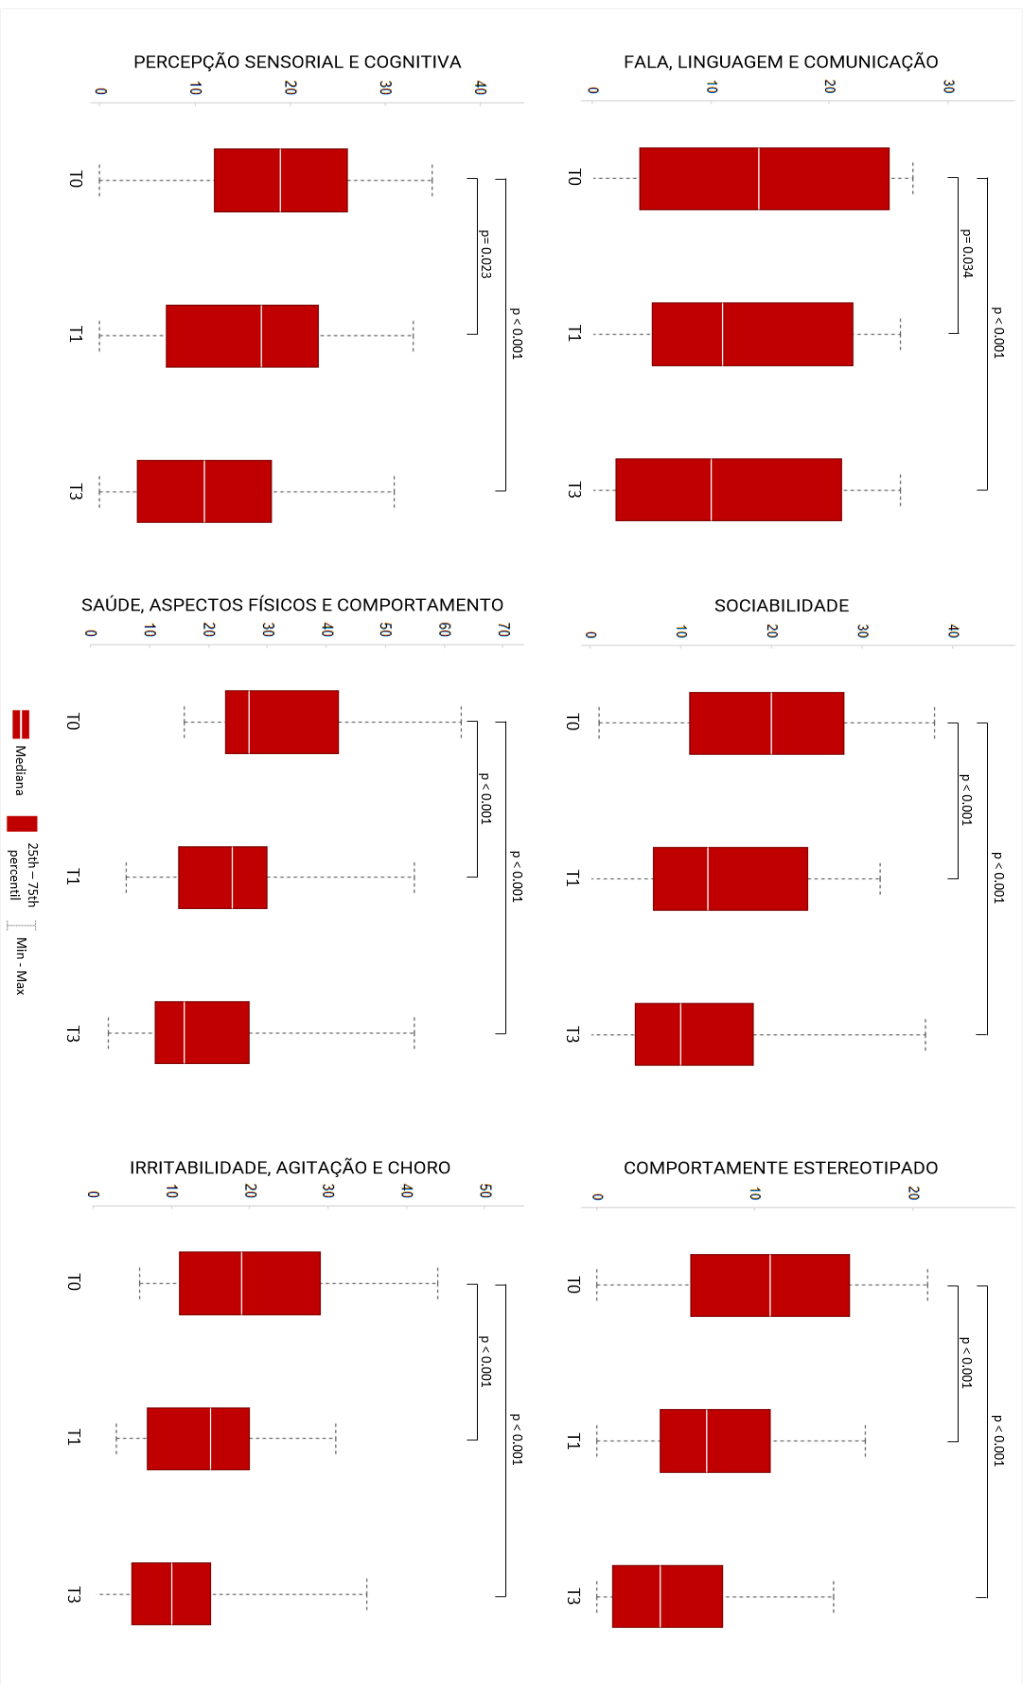 FALA, LINGUAGEM E COMUNICAÇÃO
0
10
20
30
T0
T1
T3
p= 0.034
p < 0.001
SOCIABILIDADE
0
10
20
30
40
T0
T1
T3
p < 0.001
p < 0.001
COMPORTAMENTE ESTEREOTIPADO
0
10
20
T0
T1
T3
p < 0.001
p < 0.001
PERCEPÇÃO SENSORIAL E COGNITIVA
0
10
20
30
40
T0
T1
T3
p= 0.023
p < 0.001
SAÚDE, ASPECTOS FÍSICOS E COMPORTAMENTO
0
10
20
30
40
50
60
70
T0
T1
T3
p < 0.001
p < 0.001
IRRITABILIDADE, AGITAÇÃO E CHORO
0
10
20
30
40
50
T0
T1
T3
p < 0.001
p < 0.001
Mediana
25th – 75th
percentil
Min - Max